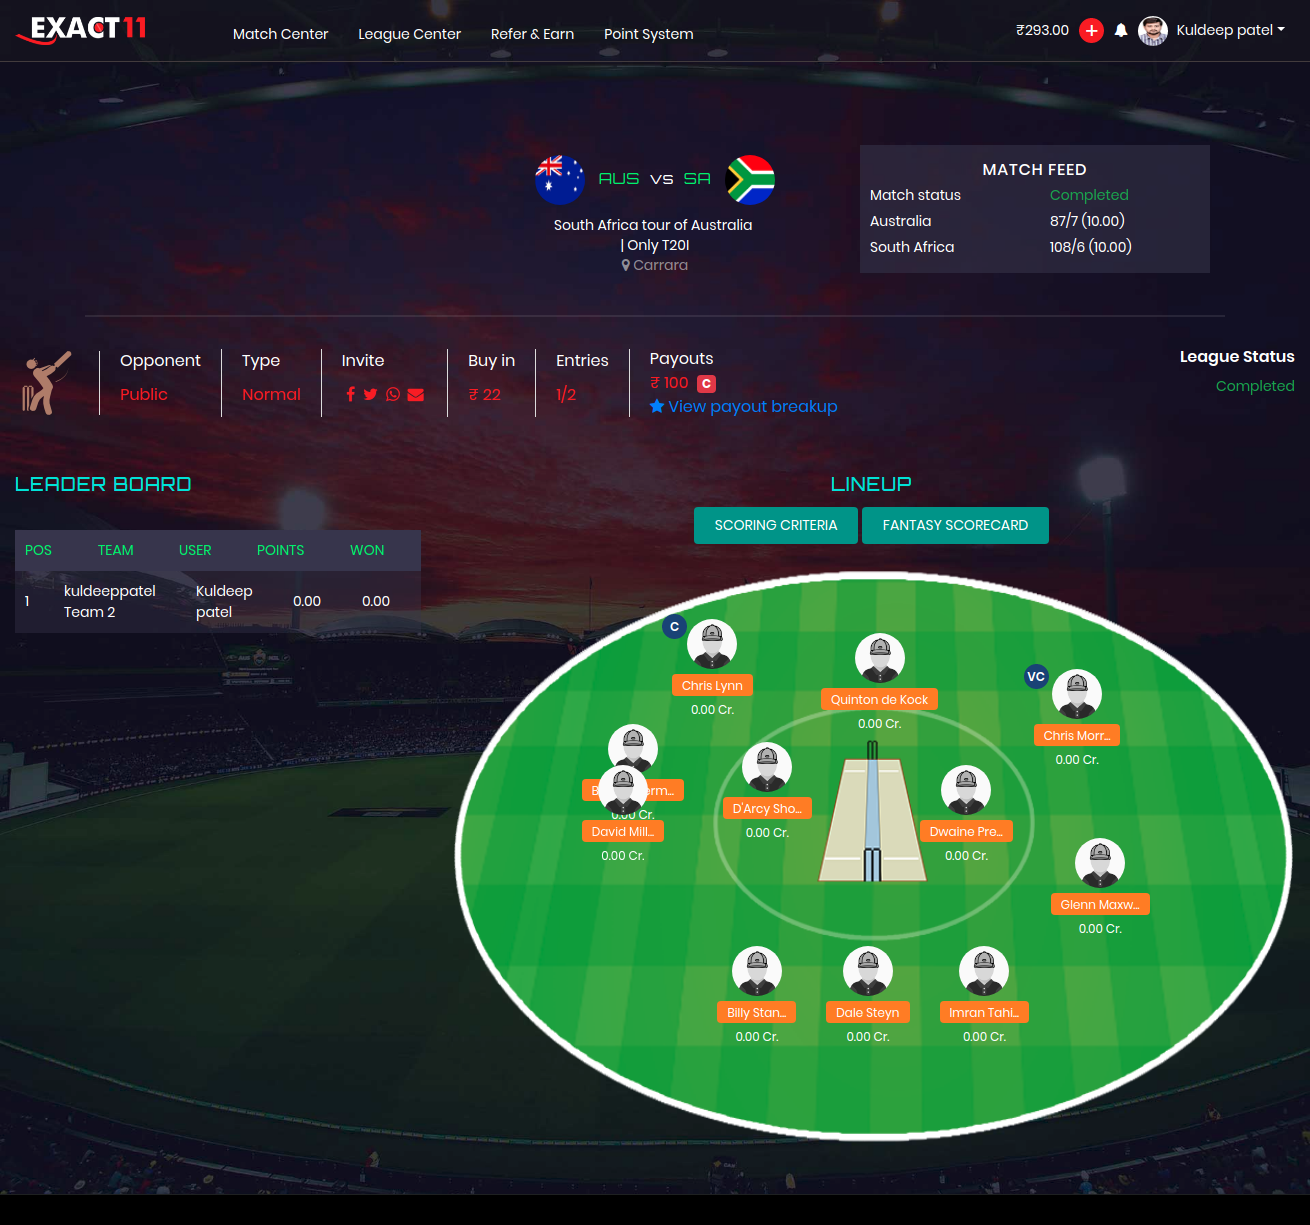 EXACT 11
Match Center
League Center
Refer & Earn
Point System
₹293.00
Kuldeep patel
AUS VS SA
South Africa tour of Australia
| Only T20I
Carrara
MATCH FEED
Match status Completed
Australia 87/7 (10.00)
South Africa 108/6 (10.00)
Opponent
Public
Type
Normal
Invite
Buy in
₹ 22
Entries
1/2
Payouts
₹ 100 C
View payout breakup
League Status
Completed
LEADER BOARD
POS TEAM USER POINTS WON
1 kuldeeppatel Team 2 Kuldeep patel 0.00 0.00
LINEUP
SCORING CRITERIA
FANTASY SCORECARD
C
Chris Lynn
0.00 Cr.
Quinton de Kock
0.00 Cr.
VC
Chris Morr...
0.00 Cr.
0.00 Cr.
David Mill...
0.00 Cr.
D'Arcy Sho...
0.00 Cr.
Dwaine Pre...
0.00 Cr.
Glenn Maxw...
0.00 Cr.
Billy Stan...
0.00 Cr.
Dale Steyn
0.00 Cr.
Imran Tahi...
0.00 Cr.